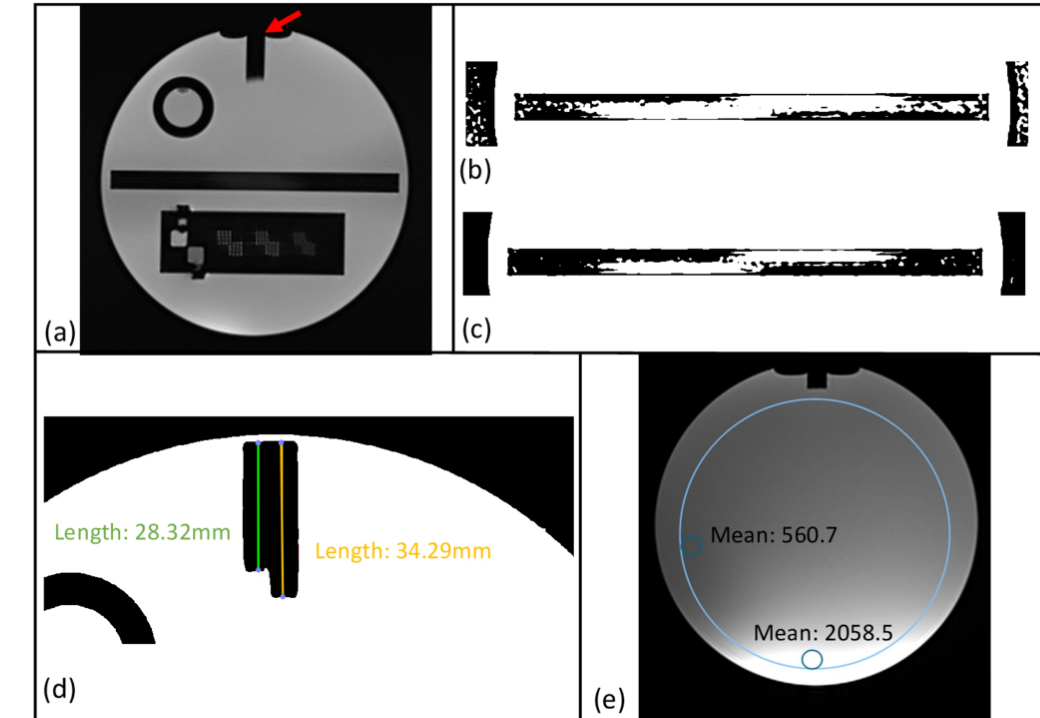 (a)
(b)
(c)
Length: 28.32mm
Length: 34.29mm
(d)
Mean: 560.7
Mean: 2058.5
(e)